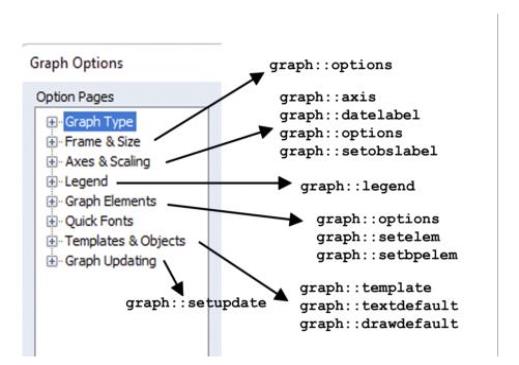 Graph Options
Option Pages
Graph Type
Frame & Size
Axes & Scaling
Legend
Graph Elements
Quick Fonts
Templates & Objects
Graph Updating
graph::options
graph::axis
graph::datelabel
graph::options
graph::setobslabel
graph::legend
graph::options
graph::setelem
graph::setbpelem
graph::template
graph::textdefault
graph::drawdefault
graph::setupdate